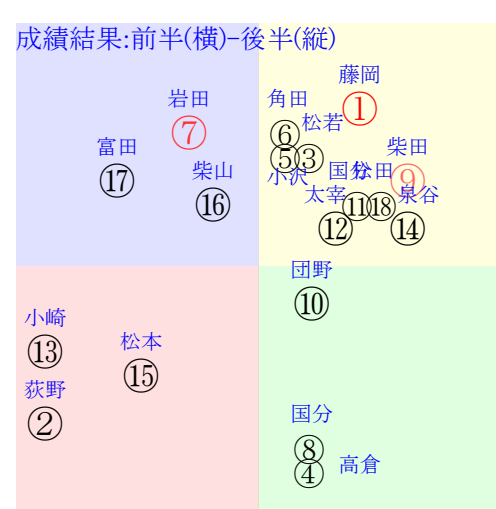 成績結果:前半(横)-後半(縦)
藤岡
①
岩田
⑦
角田
⑥
松若
⑤③
小沢
柴田
⑨
富田
⑰
柴山
⑯
国分
松田
太宰
⑪⑱
泉谷
⑫
⑭
団野
⑩
小崎
⑬
松本
⑮
荻野
②
国分
⑧
④
高倉